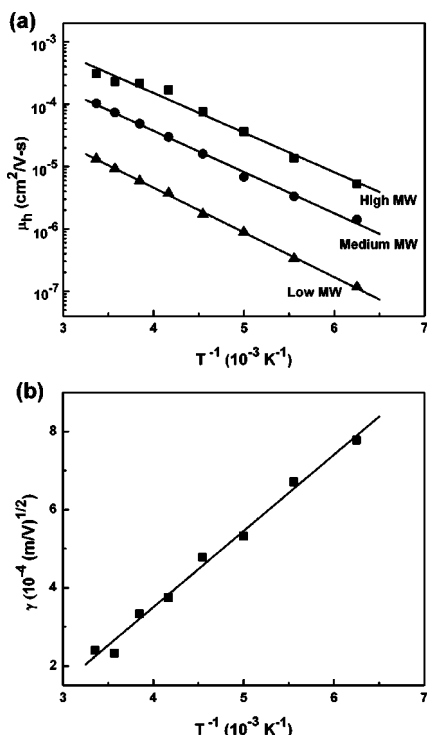 (a)
10⁻³
10⁻⁴
10⁻⁵
10⁻⁶
10⁻⁷
μh (cm²/V-s)
High MW
Medium MW
Low MW
3 4 5 6 7
T⁻¹ (10⁻³ K⁻¹)
(b)
8
6
4
2
γ (10⁻⁴ (m/V)¹/²)
3 4 5 6 7
T⁻¹ (10⁻³ K⁻¹)